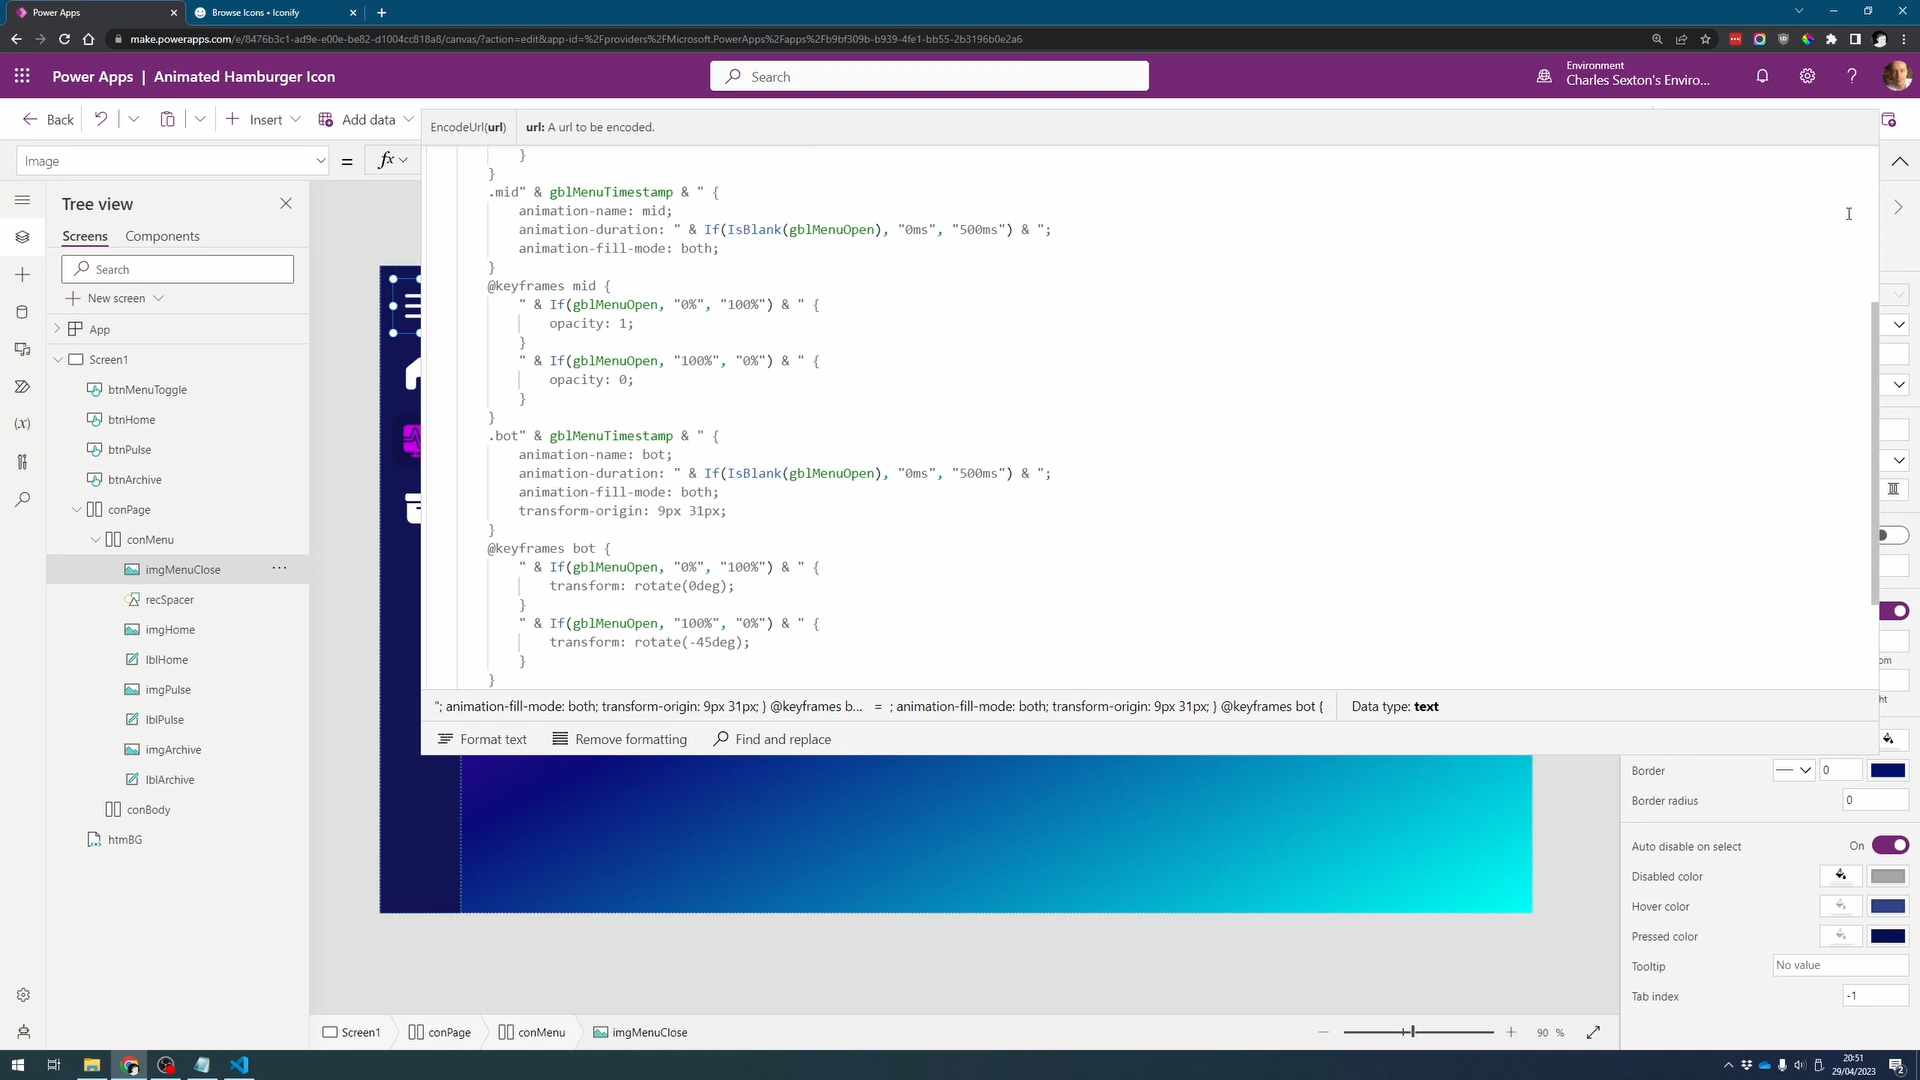 Power Apps
Browse Icons • Iconify
make.powerapps.com/e/8476b3c1-ad9e-e00e-be82-d1004cc818a8/canvas/?action=edit&app-id=%2Fproviders%2FMicrosoft.PowerApps%2Fapps%2Fb9bf309b-b939-4fe1-bb55-2b3196b0e2a6
Power Apps | Animated Hamburger Icon
Search
Environment
Charles Sexton's Enviro...
Back
Insert
Add data
EncodeUrl(url)
url: A url to be encoded.
Image
=
fx
}
}
.mid" & gblMenuTimestamp & " {
animation-name: mid;
animation-duration: " & If(IsBlank(gblMenuOpen), "0ms", "500ms") & ";
animation-fill-mode: both;
}
@keyframes mid {
" & If(gblMenuOpen, "0%", "100%") & " {
opacity: 1;
}
" & If(gblMenuOpen, "100%", "0%") & " {
opacity: 0;
}
}
.bot" & gblMenuTimestamp & " {
animation-name: bot;
animation-duration: " & If(IsBlank(gblMenuOpen), "0ms", "500ms") & ";
animation-fill-mode: both;
transform-origin: 9px 31px;
}
@keyframes bot {
" & If(gblMenuOpen, "0%", "100%") & " {
transform: rotate(0deg);
}
" & If(gblMenuOpen, "100%", "0%") & " {
transform: rotate(-45deg);
}
}
"; animation-fill-mode: both; transform-origin: 9px 31px; } @keyframes b... = ; animation-fill-mode: both; transform-origin: 9px 31px; } @keyframes bot {
Data type: text
Format text
Remove formatting
Find and replace
Tree view
Screens
Components
Search
New screen
App
Screen1
btnMenuToggle
btnHome
btnPulse
btnArchive
conPage
conMenu
imgMenuClose
recSpacer
imgHome
lblHome
imgPulse
lblPulse
imgArchive
lblArchive
conBody
htmBG
om
ht
Border
0
Border radius
0
Auto disable on select
On
Disabled color
Hover color
Pressed color
Tooltip
No value
Tab index
-1
Screen1
conPage
conMenu
imgMenuClose
90 %
20:51
29/04/2023